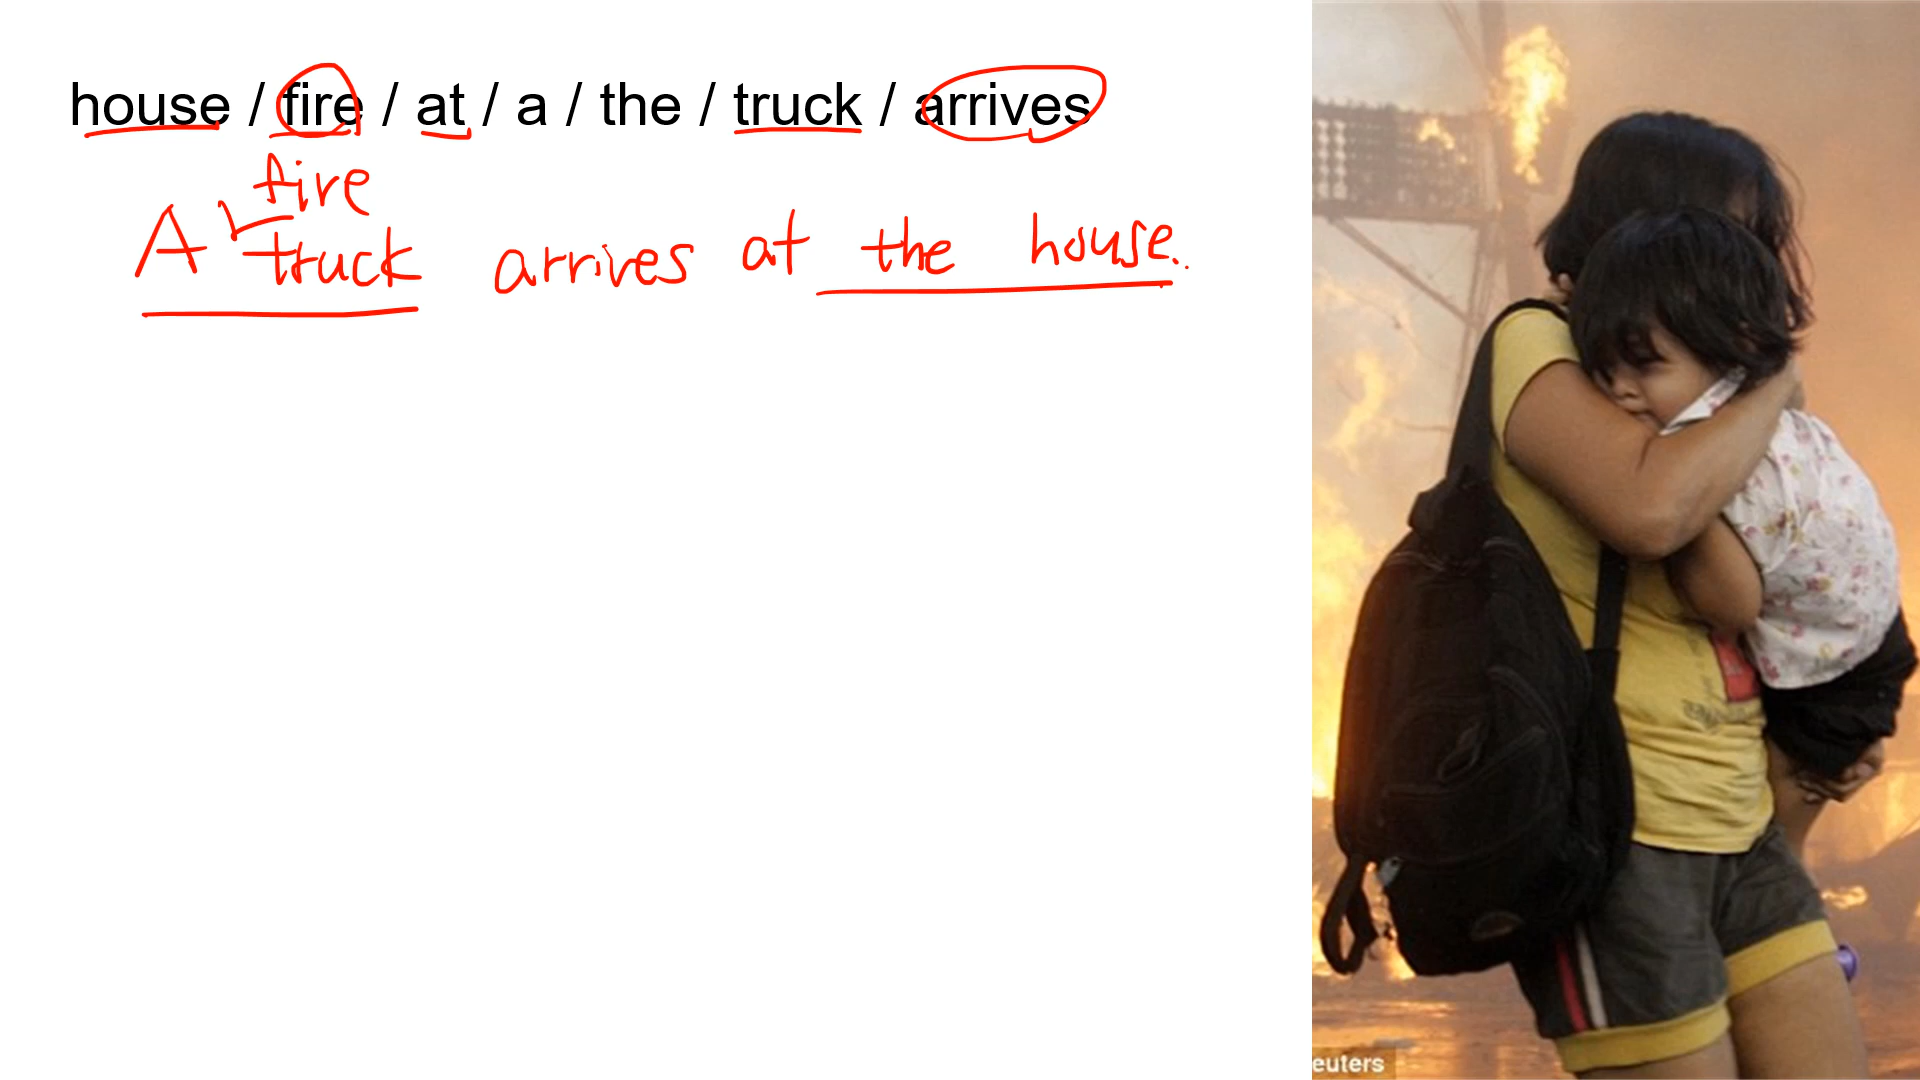 house / fire / at / a / the / truck / arrives
fire
A truck arrives at the house.
euters